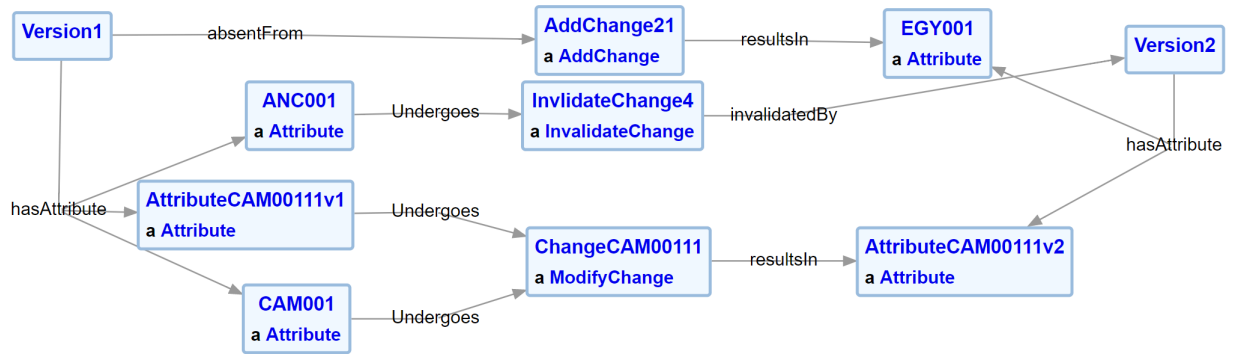 Version1
absentFrom
AddChange21
a AddChange
resultsIn
EGY001
a Attribute
Version2
ANC001
a Attribute
Undergoes
InvlidateChange4
a InvalidateChange
invalidatedBy
hasAttribute
hasAttribute
AttributeCAM00111v1
a Attribute
Undergoes
ChangeCAM00111
a ModifyChange
resultsIn
AttributeCAM00111v2
a Attribute
CAM001
a Attribute
Undergoes